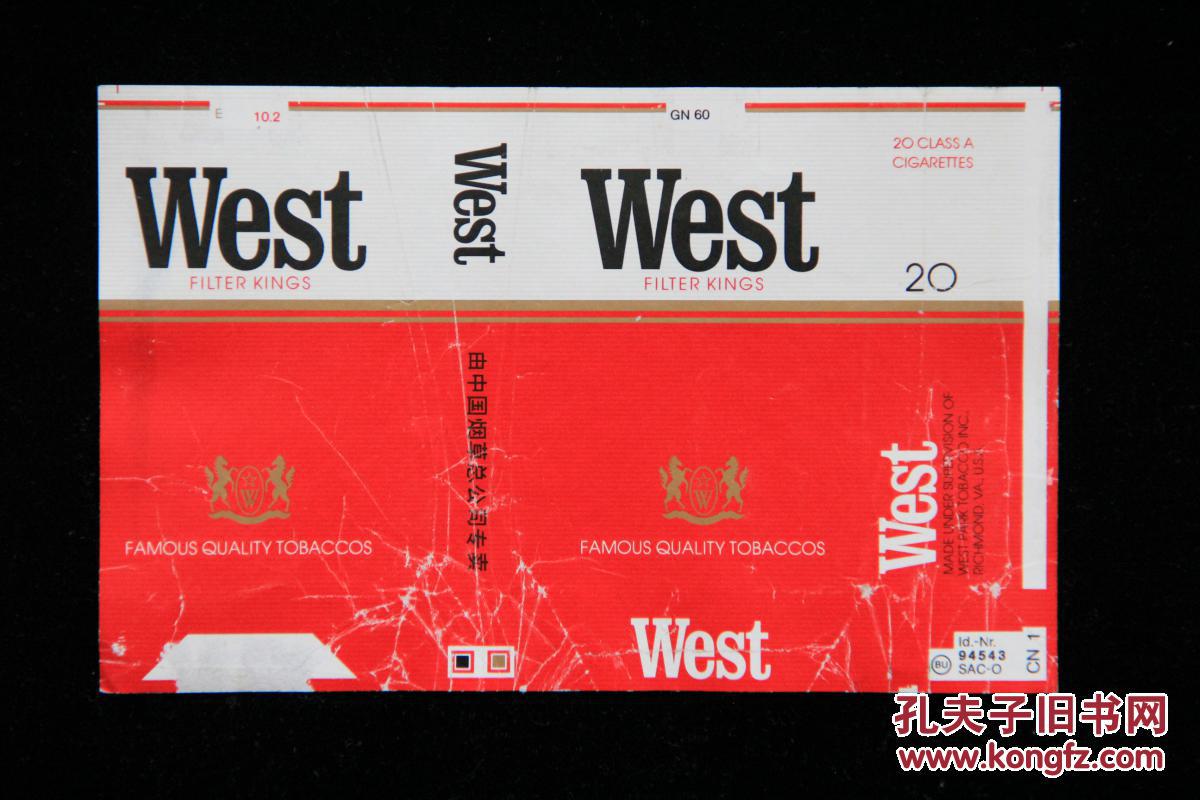 E
10.2
GN 60
20 CLASS A
CIGARETTES
West
FILTER KINGS
West
West
FILTER KINGS
20
由中国烟草总公司专卖
W
FAMOUS QUALITY TOBACCOS
W
FAMOUS QUALITY TOBACCOS
West
MADE UNDER SUPERVISION OF
WEST PARK TOBACCO INC.
RICHMOND, VA., U.S.A.
West
BU
Id.-Nr.
94543
SAC-O
CN 1
孔夫子旧书网
www.kongfz.com